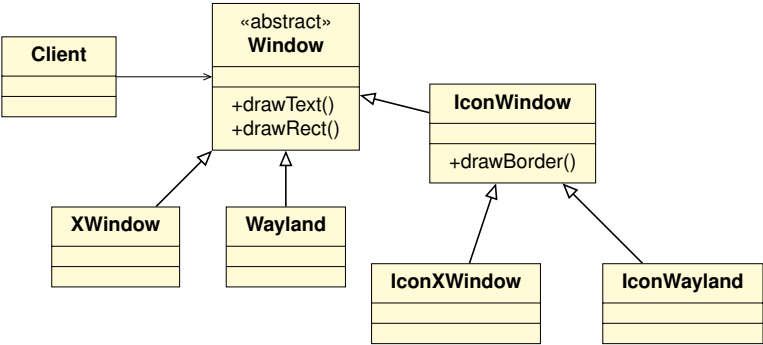 «abstract»
Window
+drawText()
+drawRect()
Client
IconWindow
+drawBorder()
XWindow
Wayland
IconXWindow
IconWayland